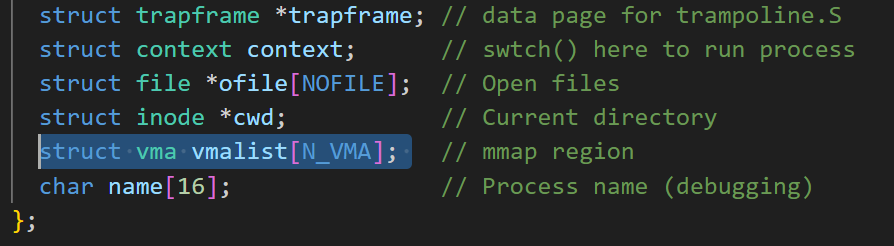 struct trapframe *trapframe; // data page for trampoline.S
struct context context;      // swtch() here to run process
struct file *ofile[NOFILE];  // Open files
struct inode *cwd;           // Current directory
struct vma vmalist[N_VMA];   // mmap region
char name[16];               // Process name (debugging)
};